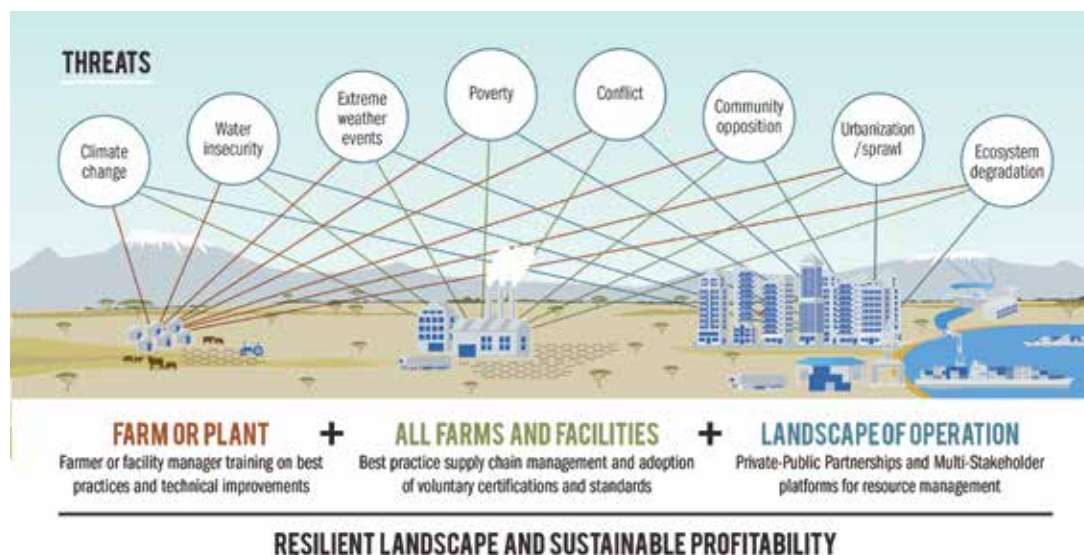 THREATS
Climate
change
Water
insecurity
Extreme
weather
events
Poverty
Conflict
Community
opposition
Urbanization
/sprawl
Ecosystem
degradation
FARM OR PLANT
Farmer or facility manager training on best
practices and technical improvements
+
ALL FARMS AND FACILITIES
Best practice supply chain management and adoption
of voluntary certifications and standards
+
LANDSCAPE OF OPERATION
Private-Public Partnerships and Multi-Stakeholder
platforms for resource management
RESILIENT LANDSCAPE AND SUSTAINABLE PROFITABILITY